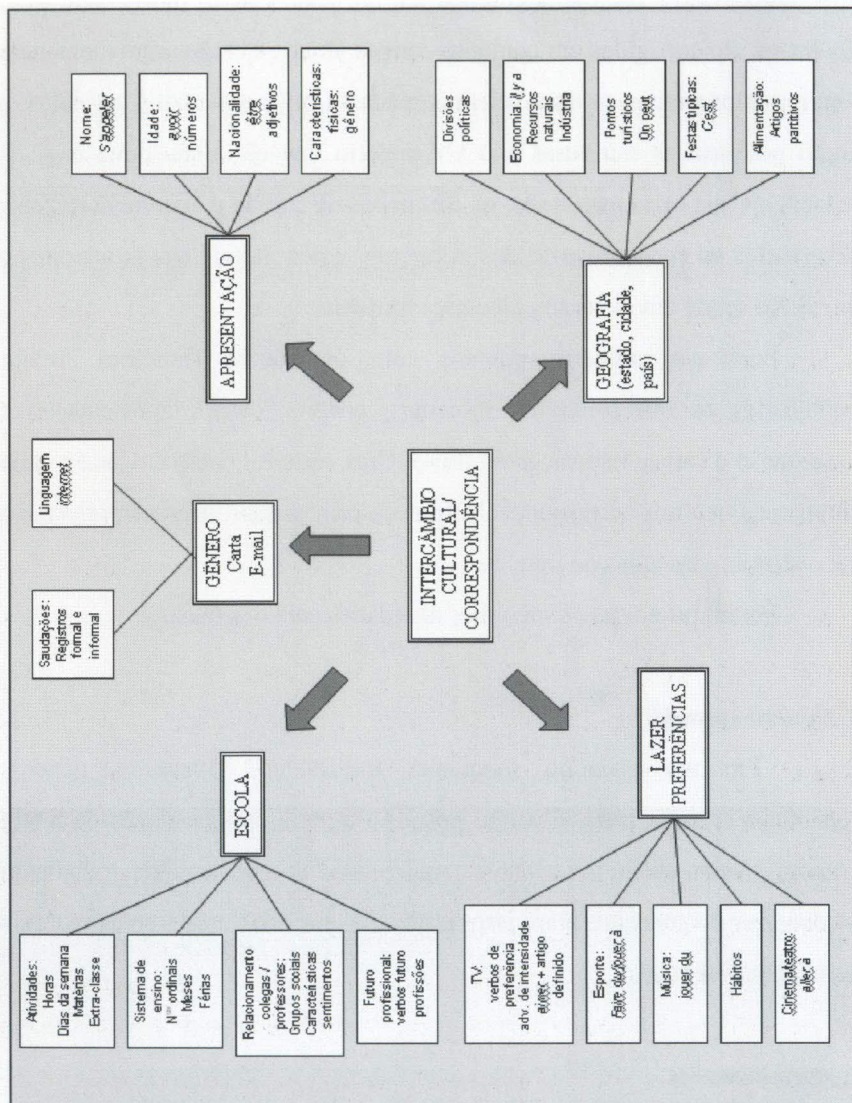 Atividades:
Horas
Dias da semana
Matérias
Extra-classe
Sistema de
ensino:
Nos ordinais
Meses
Férias
Relacionamento
colegas /
professores:
Grupos sociais
Características
sentimentos
Futuro
profissional:
verbos futuro
profissões
ESCOLA
Saudações:
Registros
formal e
informal
Linguagem
internet
GÊNERO
Carta
E-mail
Nome:
S'appeler
Idade:
avoir
números
Nacionalidade:
être
adjetivos
Características
físicas:
gênero
APRESENTAÇÃO
INTERCÂMBIO
CULTURAL/
CORRESPONDÊNCIA
TV:
verbos de
preferência
adv. de intensidade
aimer + artigo
definido
Esporte:
Faire du/jouer à
Música:
jouer du
Hábitos
Cinema/teatro:
aller à
LAZER
PREFERÊNCIAS
Divisões
políticas
Economia: il y a
Recursos
naturais
Indústria
Pontos
turísticos
On peut
Festas típicas:
C'est
Alimentação:
Artigos
partitivos
GEOGRAFIA
(estado, cidade,
país)